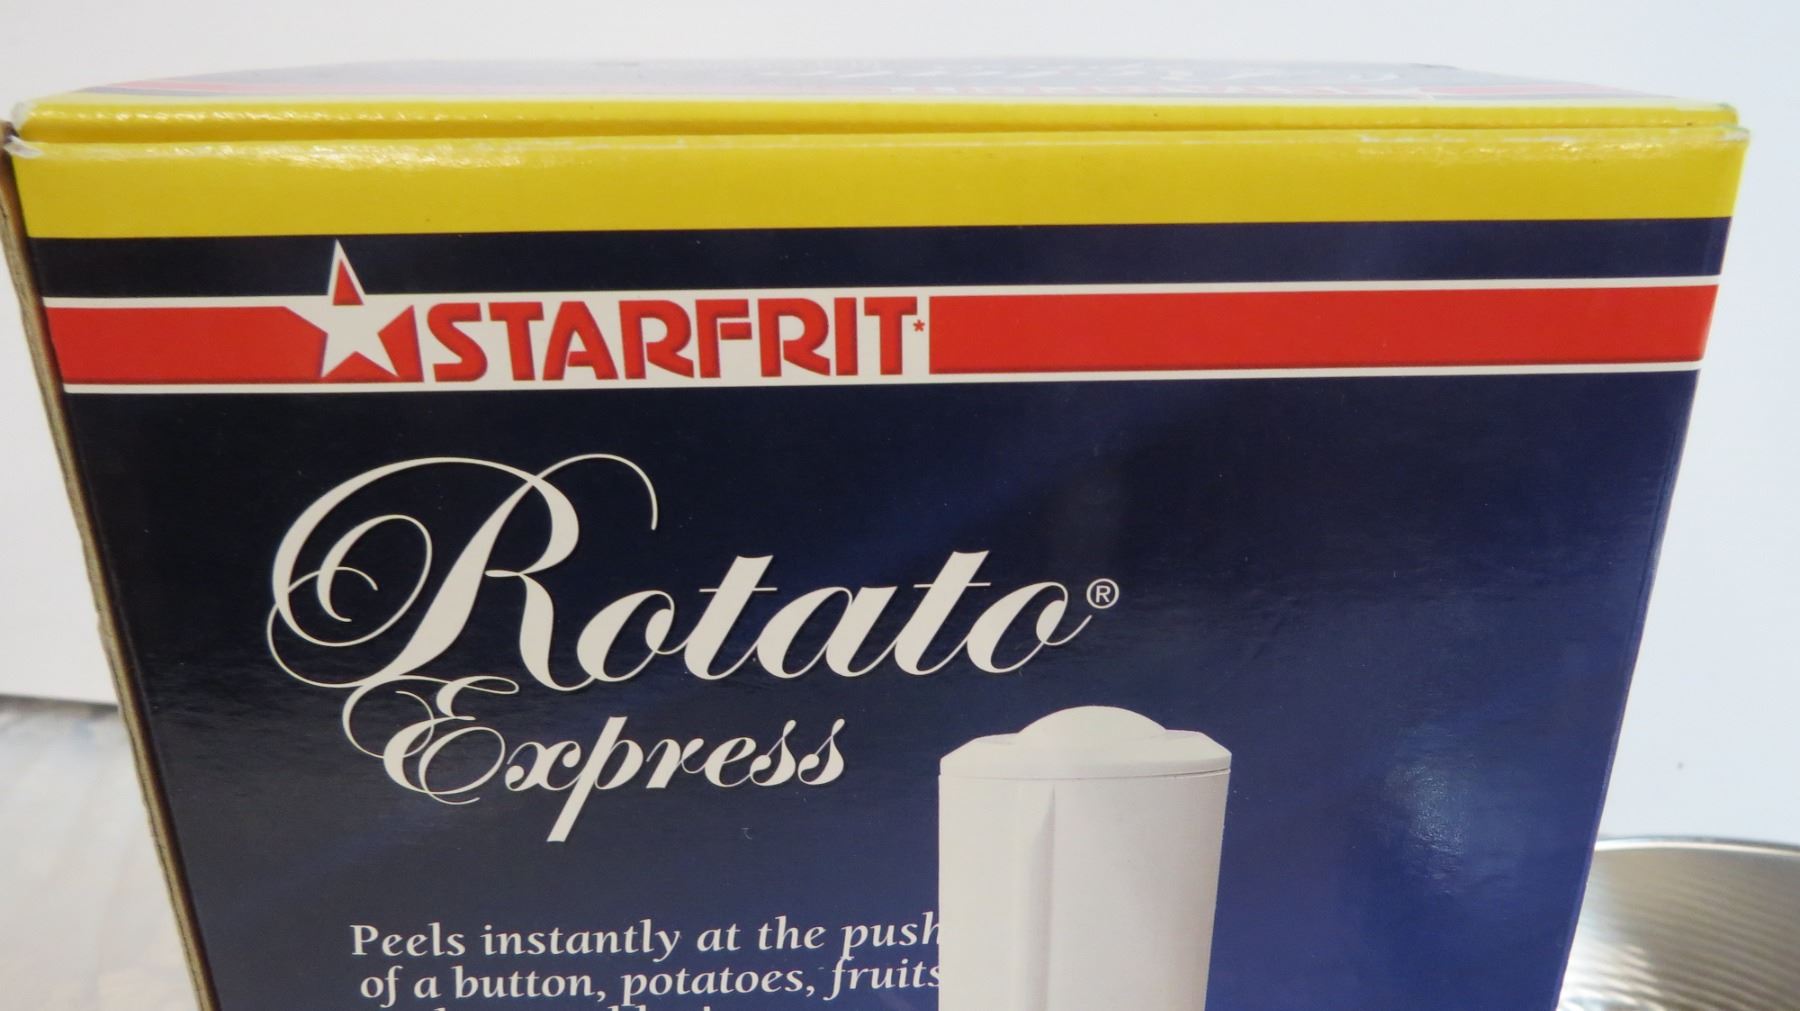 STARFRIT*
Rotato®
Express
Peels instantly at the push
of a button, potatoes, fruits